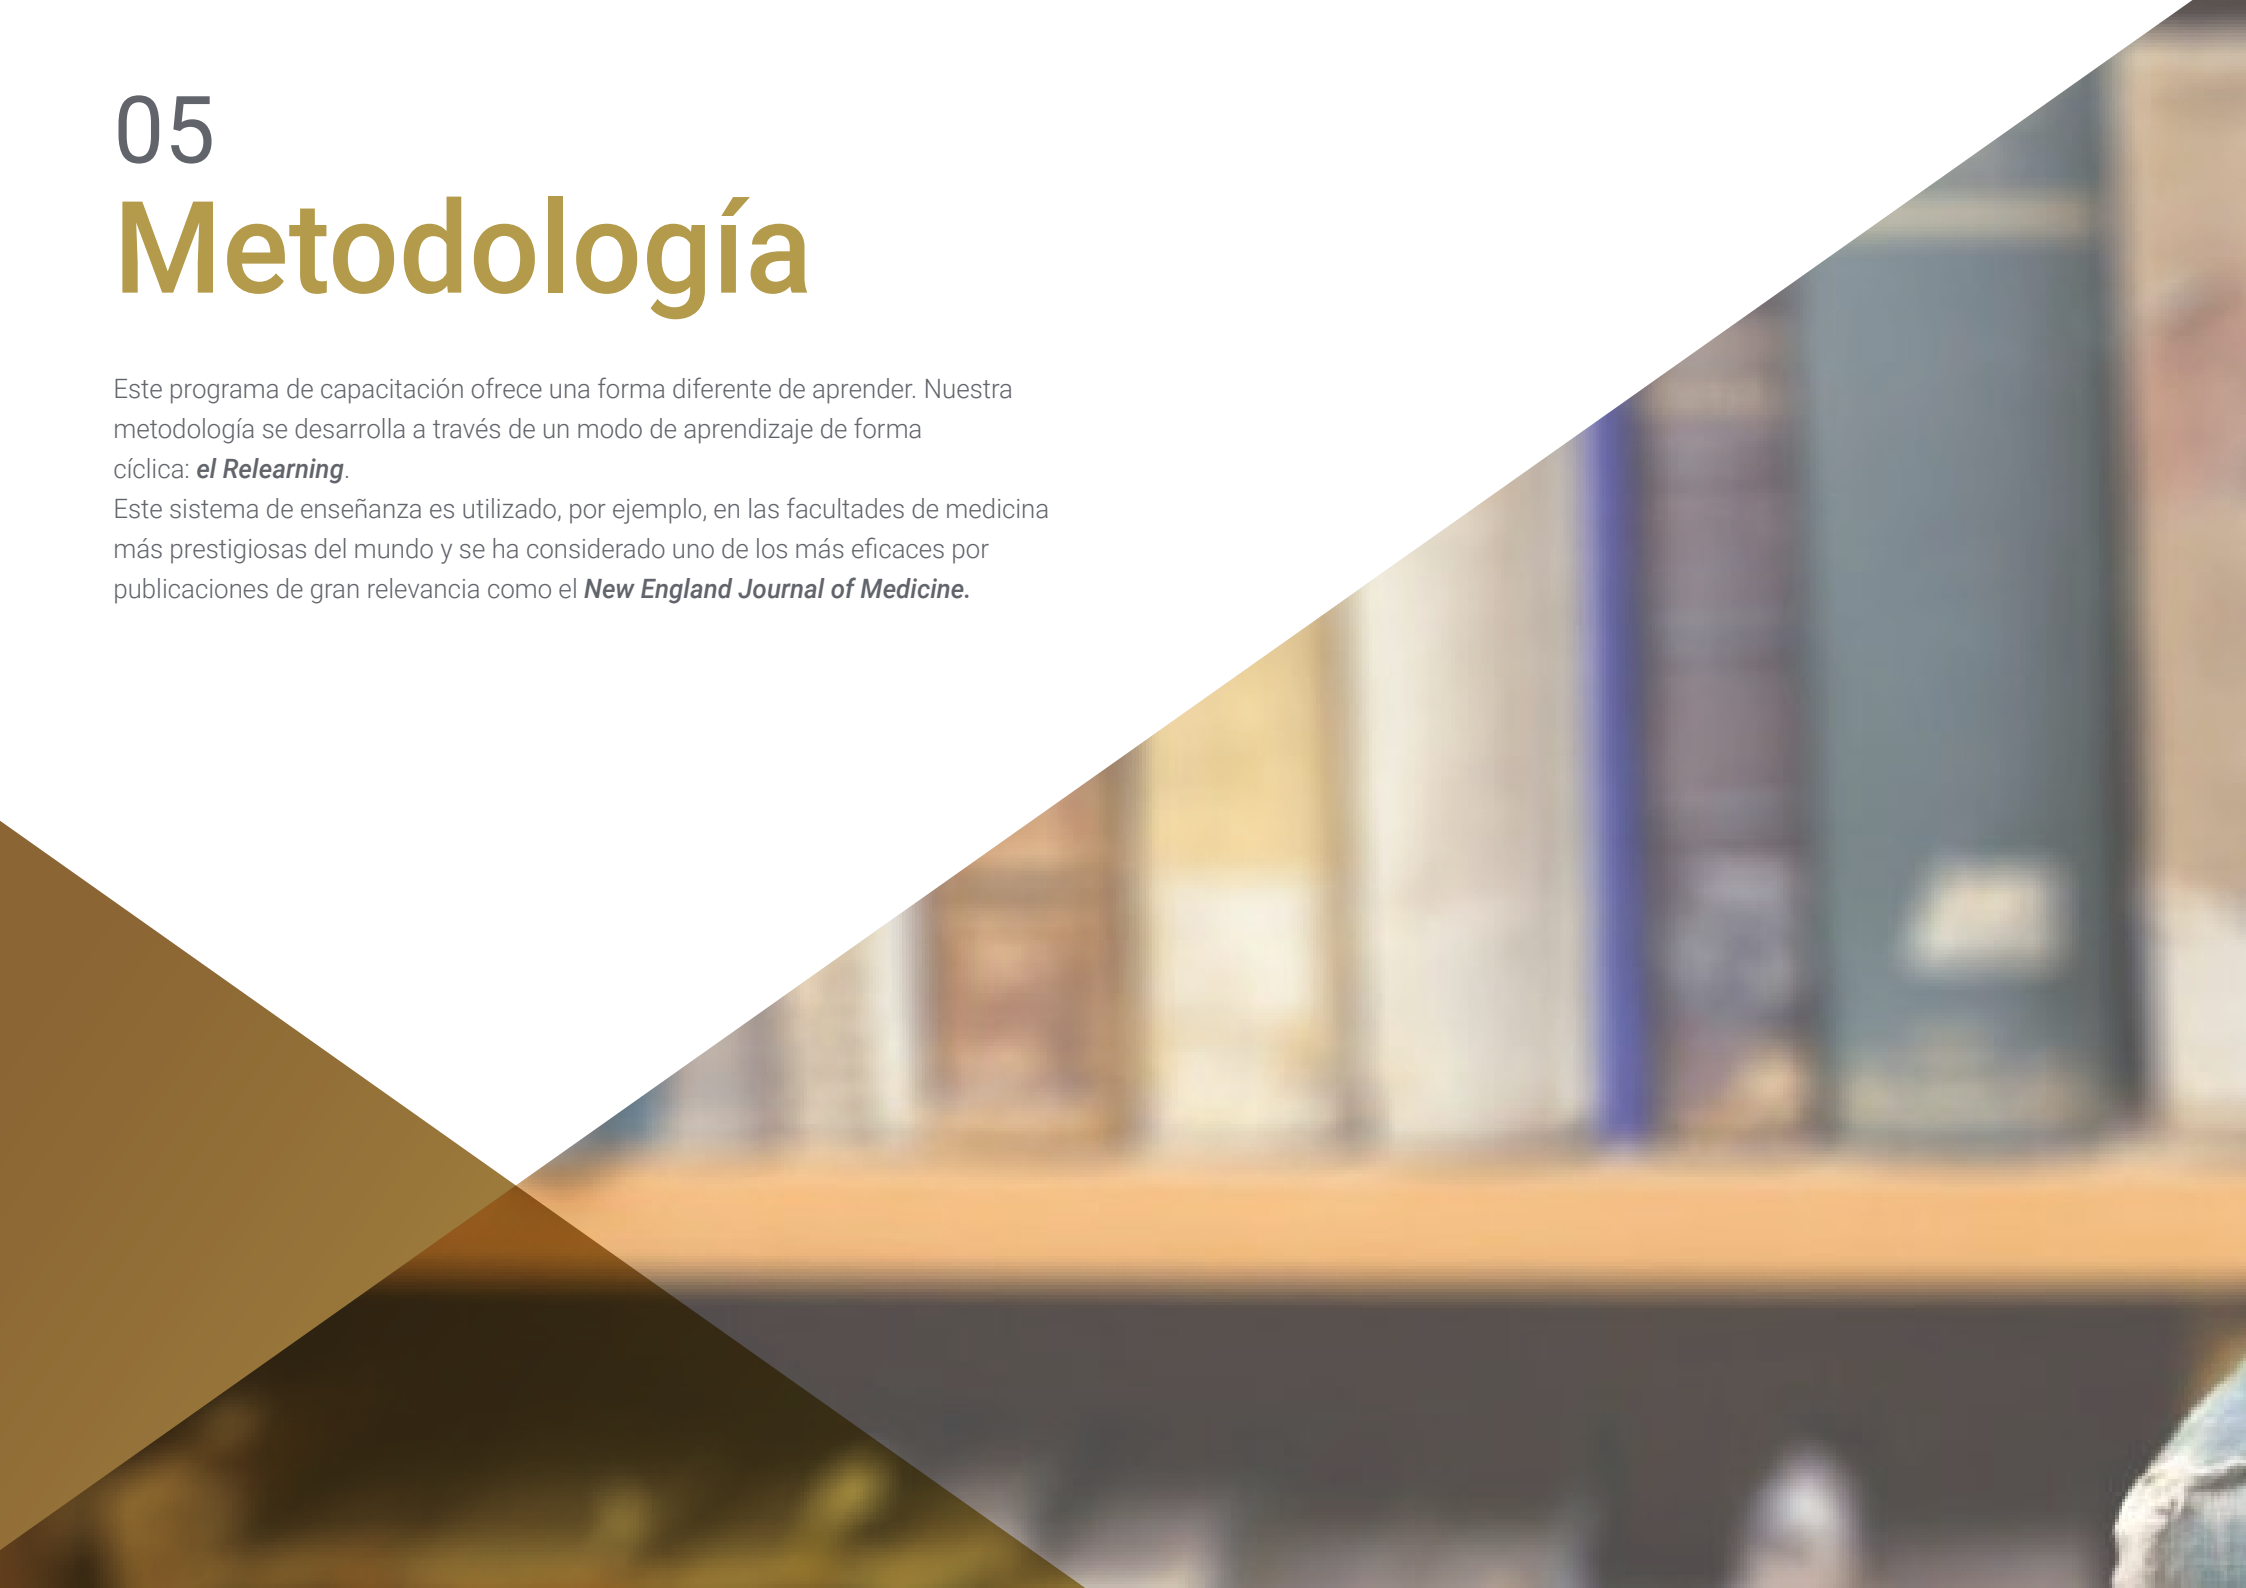 05
Metodología
Este programa de capacitación ofrece una forma diferente de aprender. Nuestra
metodología se desarrolla a través de un modo de aprendizaje de forma
cíclica: el Relearning.
Este sistema de enseñanza es utilizado, por ejemplo, en las facultades de medicina
más prestigiosas del mundo y se ha considerado uno de los más eficaces por
publicaciones de gran relevancia como el New England Journal of Medicine.